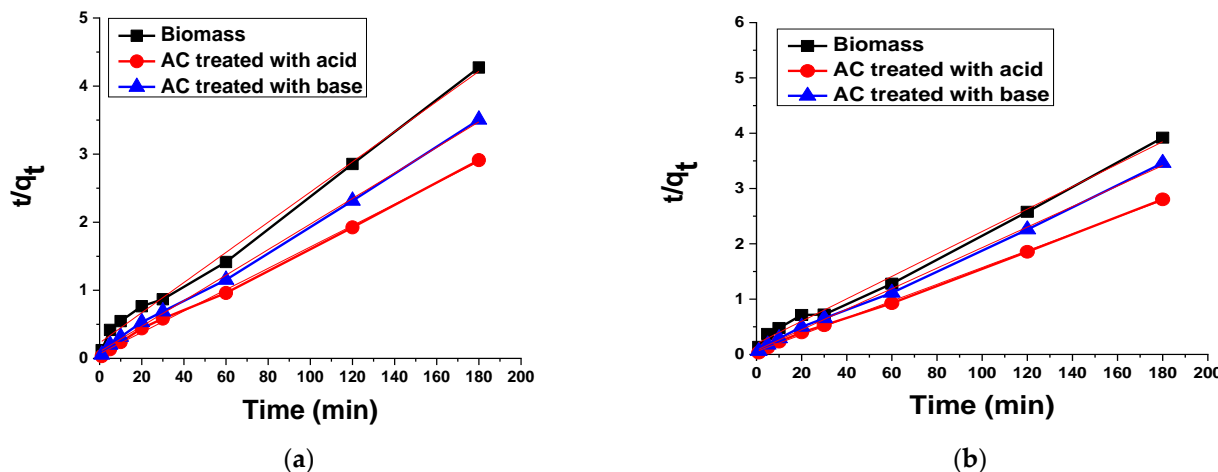 5
4
3
2
1
0
t/qt
Biomass
AC treated with acid
AC treated with base
0 20 40 60 80 100 120 140 160 180 200
Time (min)
(a)
6
5
4
3
2
1
0
t/qt
Biomass
AC treated with acid
AC treated with base
0 20 40 60 80 100 120 140 160 180 200
Time (min)
(b)